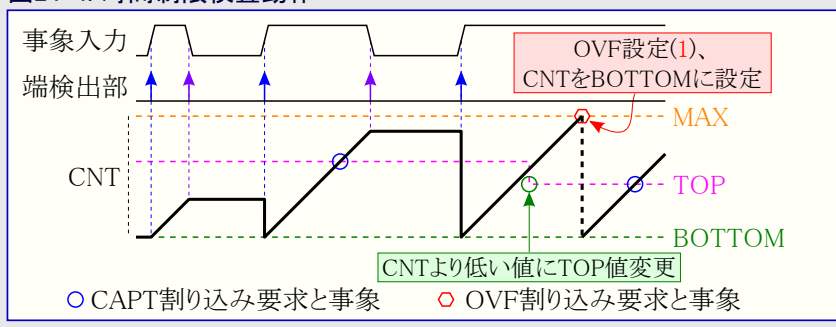 事象入力
OVF設定(1)、
CNTをBOTTOMに設定
端検出部
MAX
CNT
TOP
BOTTOM
CNTより低い値にTOP値変更
CAPT割り込み要求と事象
OVF割り込み要求と事象